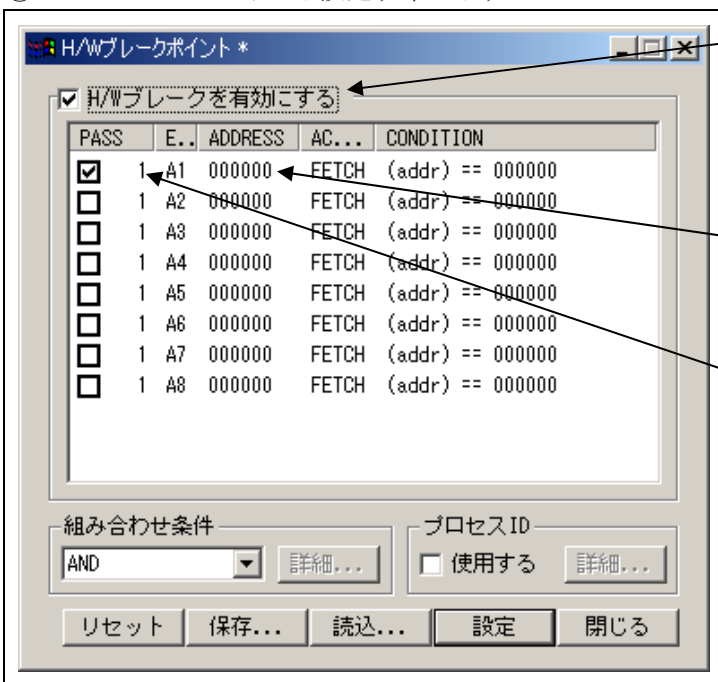 H/Wブレークポイント *
H/Wブレークを有効にする
PASS E.. ADDRESS AC... CONDITION
1 A1 000000 FETCH (addr) == 000000
1 A2 000000 FETCH (addr) == 000000
1 A3 000000 FETCH (addr) == 000000
1 A4 000000 FETCH (addr) == 000000
1 A5 000000 FETCH (addr) == 000000
1 A6 000000 FETCH (addr) == 000000
1 A7 000000 FETCH (addr) == 000000
1 A8 000000 FETCH (addr) == 000000
組み合わせ条件 プロセスID
AND 詳細... 使用する 詳細...
リセット 保存... 読込... 設定 閉じる